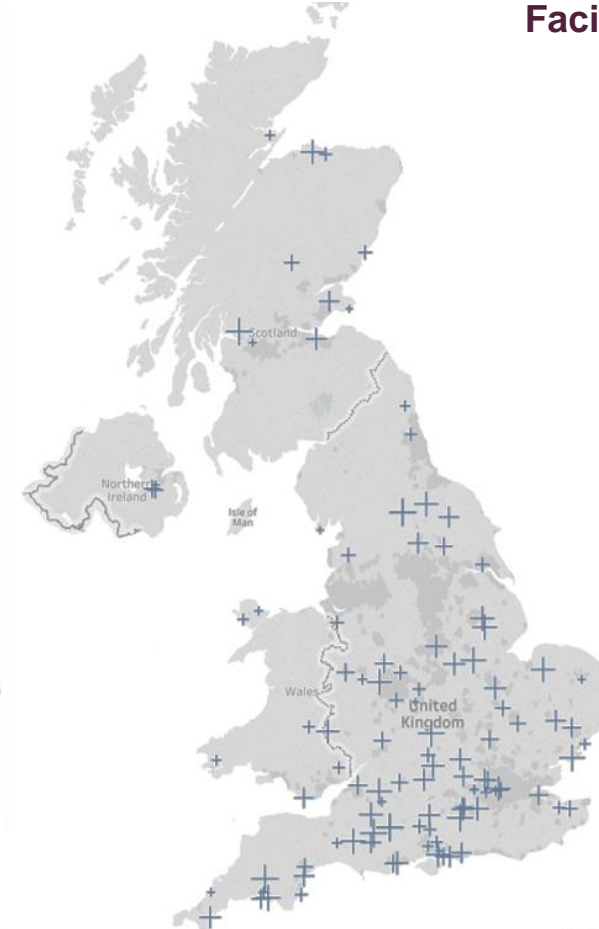 Faci
Scotland
Northern
Ireland
Isle of
Man
Wales
United
Kingdom